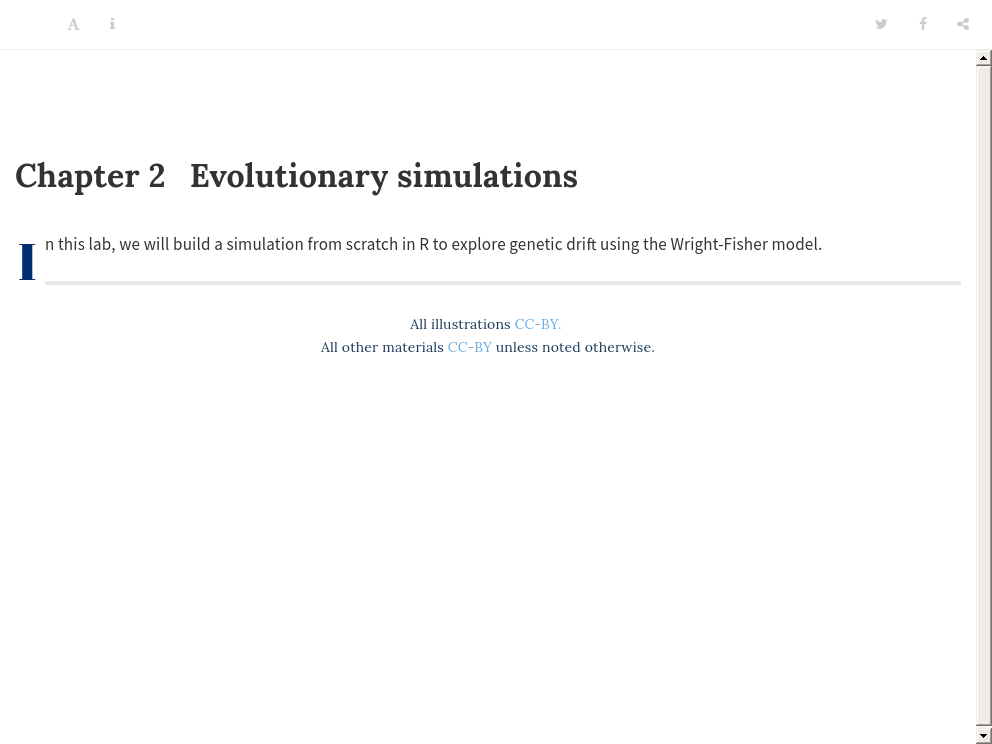 Chapter 2 Evolutionary simulations
In this lab, we will build a simulation from scratch in R to explore genetic drift using the Wright-Fisher model.
All illustrations CC-BY.
All other materials CC-BY unless noted otherwise.